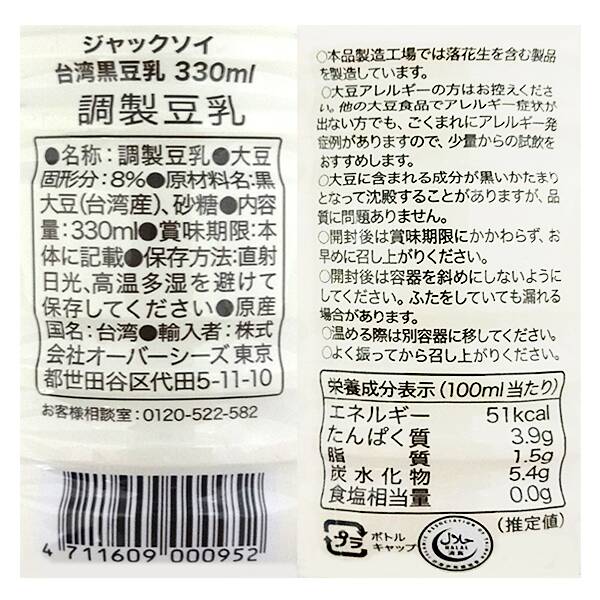 ジャックソイ
台湾黒豆乳 330ml
調製豆乳
●名称：調製豆乳●大豆
固形分：8%●原材料名：黒
大豆（台湾産）、砂糖●内容
量：330ml●賞味期限：本
体に記載●保存方法：直射
日光、高温多湿を避けて
保存してください●原産
国名：台湾●輸入者：株式
会社オーバーシーズ 東京
都世田谷区代田5-11-10
お客様相談室：0120-522-582
4 711609 000952
○本品製造工場では落花生を含む製品
を製造しています。
○大豆アレルギーの方はお控えくださ
い。他の大豆食品でアレルギー症状が
出ない方でも、ごくまれにアレルギー発
症例がありますので、少量からの試飲を
おすすめします。
○大豆に含まれる成分が黒いかたまり
となって沈殿することがありますが、品
質に問題ありません。
○開封後は賞味期限にかかわらず、お
早めに召し上がりください。
○開封後は容器を斜めにしないように
してください。ふたをしていても漏れる
場合があります。
○温める際は別容器に移してください。
○よく振ってから召し上がりください。
栄養成分表示（100ml当たり）
エネルギー 51kcal
たんぱく質 3.9g
脂質 1.5g
炭水化物 5.4g
食塩相当量 0.0g
（推定値）
プラ
ボトル
キャップ
حلال
HALAL